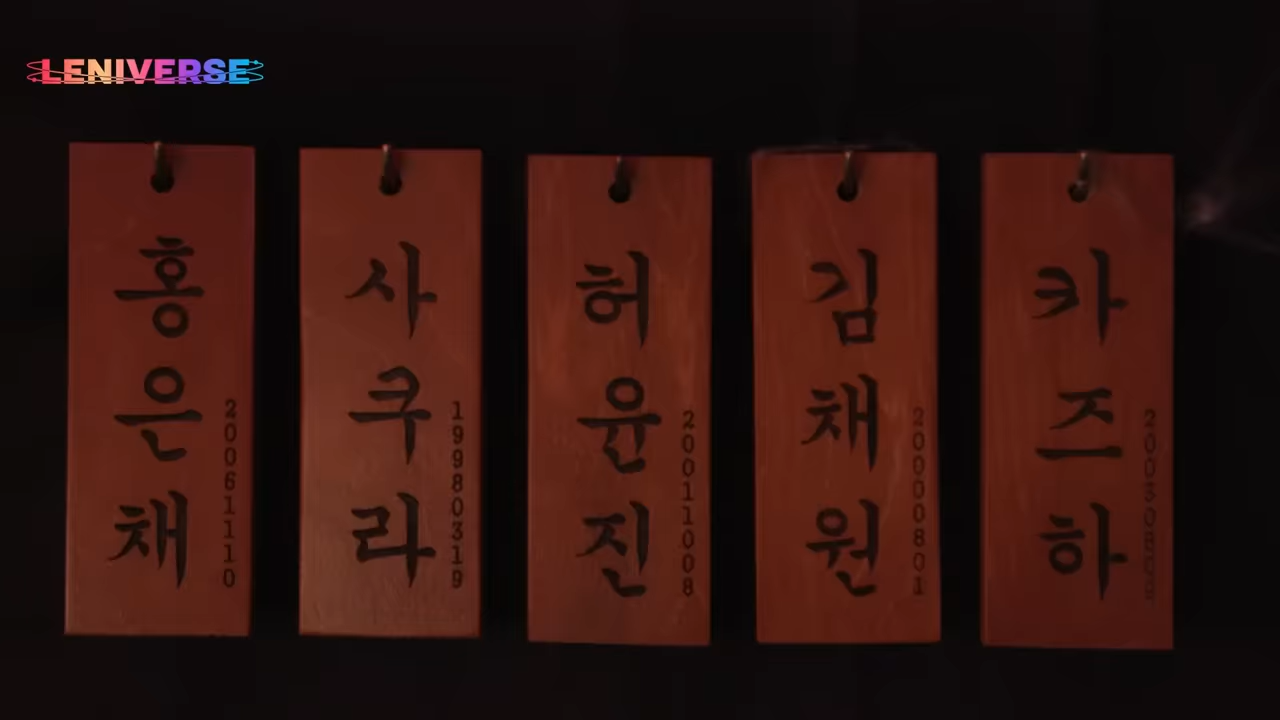 LENIVERSE
홍은채
20061110
사쿠라
19980319
허윤진
20011008
김채원
20000801
카즈하